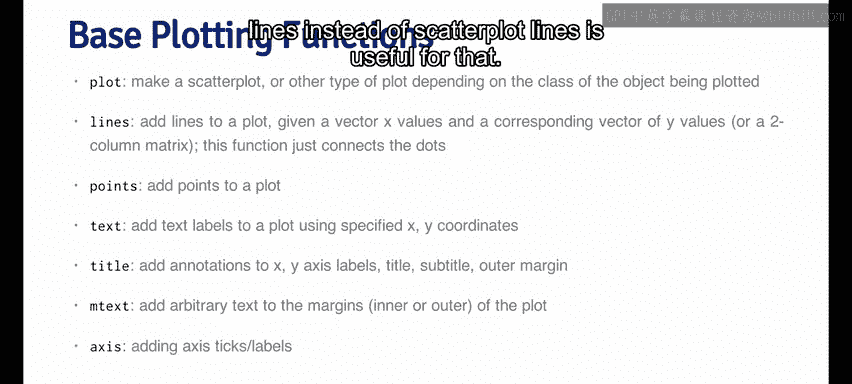 Base Plotting Functions
lines instead of scatterplot lines is
useful for that.
· plot: make a scatterplot, or other type of plot depending on the class of the object being plotted
· lines: add lines to a plot, given a vector x values and a corresponding vector of y values (or a 2-
column matrix); this function just connects the dots
· points: add points to a plot
· text: add text labels to a plot using specified x, y coordinates
· title: add annotations to x, y axis labels, title, subtitle, outer margin
· mtext: add arbitrary text to the margins (inner or outer) of the plot
· axis: adding axis ticks/labels